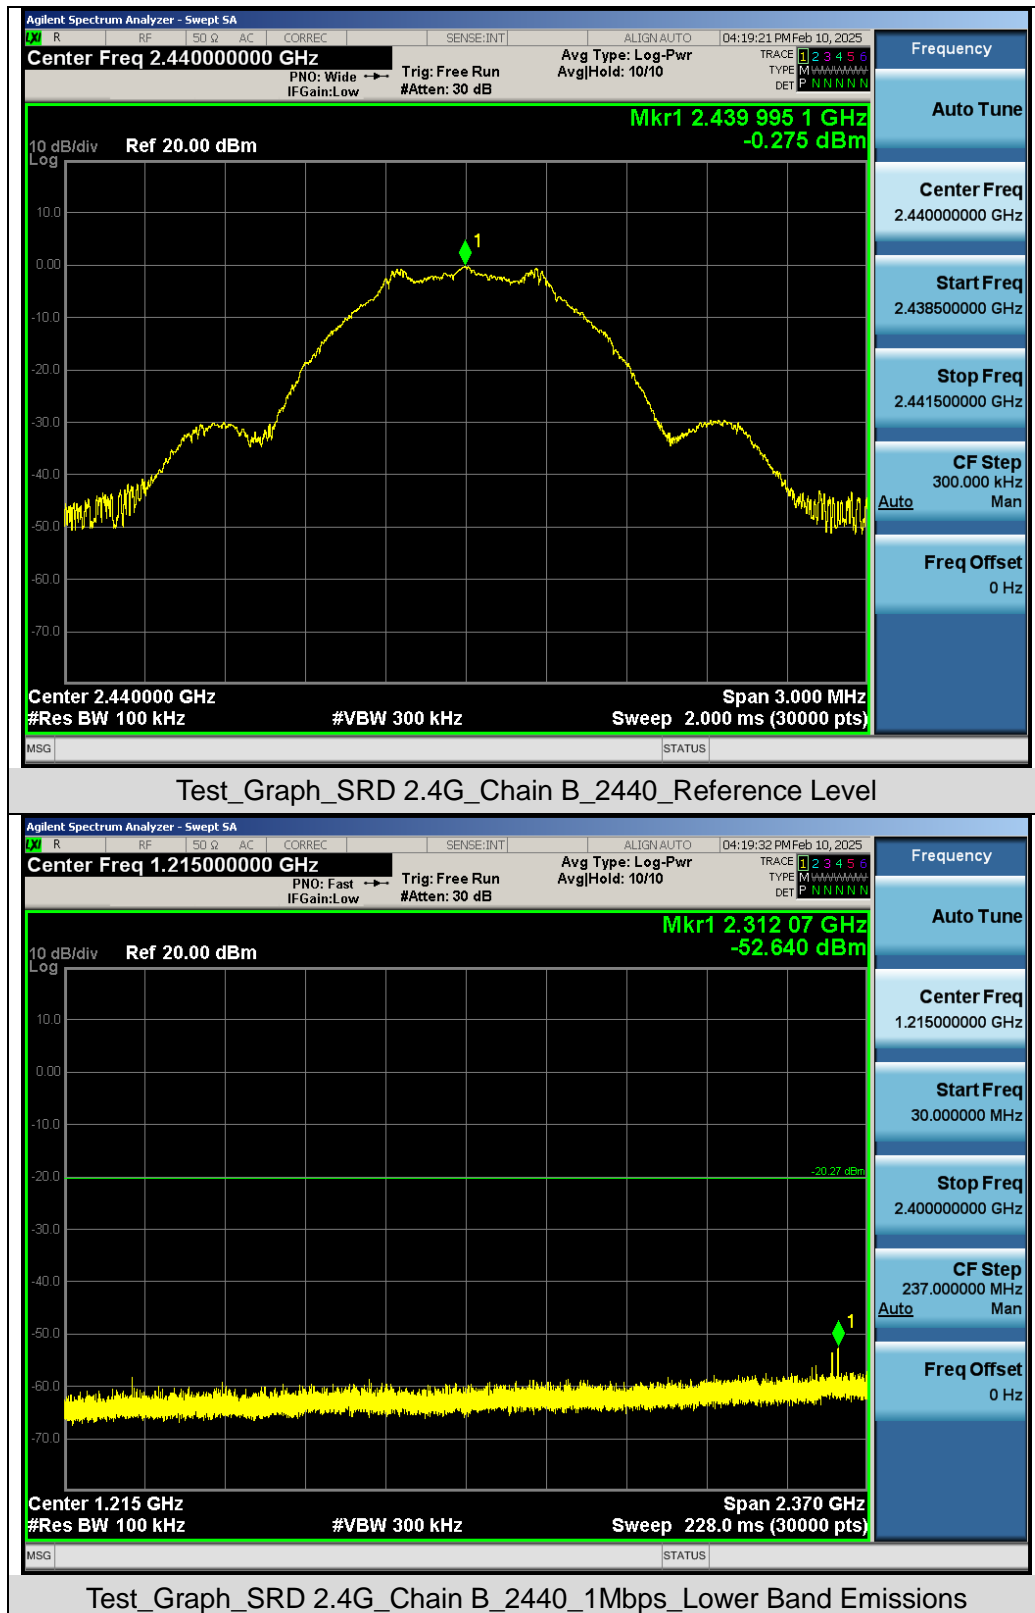 Agilent Spectrum Analyzer - Swept SA
LXI R RF 50 Ω AC CORREC SENSE:INT ALIGN AUTO 04:19:21 PM Feb 10, 2025
Center Freq 2.440000000 GHz
PNO: Wide
IFGain:Low
Trig: Free Run
#Atten: 30 dB
Avg Type: Log-Pwr
Avg|Hold: 10/10
TRACE 1 2 3 4 5 6
TYPE M
DET P N N N N N
Mkr1 2.439 995 1 GHz
-0.275 dBm
10 dB/div Ref 20.00 dBm
Log
10.0
0.00
-10.0
-20.0
-30.0
-40.0
-50.0
-60.0
-70.0
1
Center 2.440000 GHz Span 3.000 MHz
#Res BW 100 kHz #VBW 300 kHz Sweep 2.000 ms (30000 pts)
MSG STATUS
Frequency
Auto Tune
Center Freq
2.440000000 GHz
Start Freq
2.438500000 GHz
Stop Freq
2.441500000 GHz
CF Step
300.000 kHz
Auto Man
Freq Offset
0 Hz
Test_Graph_SRD 2.4G_Chain B_2440_Reference Level
Agilent Spectrum Analyzer - Swept SA
LXI R RF 50 Ω AC CORREC SENSE:INT ALIGN AUTO 04:19:32 PM Feb 10, 2025
Center Freq 1.215000000 GHz
PNO: Fast
IFGain:Low
Trig: Free Run
#Atten: 30 dB
Avg Type: Log-Pwr
Avg|Hold: 10/10
TRACE 1 2 3 4 5 6
TYPE M
DET P N N N N N
Mkr1 2.312 07 GHz
-52.640 dBm
10 dB/div Ref 20.00 dBm
Log
10.0
0.00
-10.0
-20.0
-30.0
-40.0
-50.0
-60.0
-70.0
-20.27 dBm
1
Center 1.215 GHz Span 2.370 GHz
#Res BW 100 kHz #VBW 300 kHz Sweep 228.0 ms (30000 pts)
MSG STATUS
Frequency
Auto Tune
Center Freq
1.215000000 GHz
Start Freq
30.000000 MHz
Stop Freq
2.400000000 GHz
CF Step
237.000000 MHz
Auto Man
Freq Offset
0 Hz
Test_Graph_SRD 2.4G_Chain B_2440_1Mbps_Lower Band Emissions